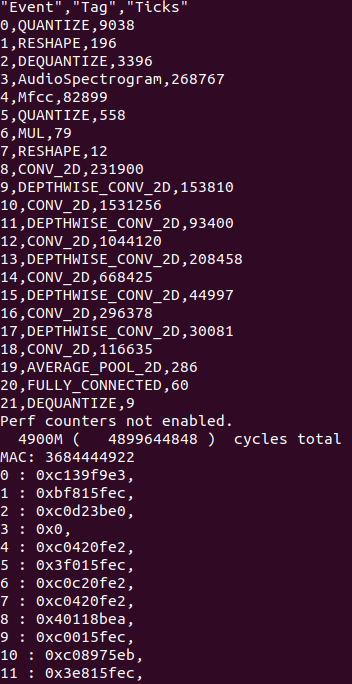 "Event","Tag","Ticks"
0,QUANTIZE,9038
1,RESHAPE,196
2,DEQUANTIZE,3396
3,AudioSpectrogram,268767
4,Mfcc,82899
5,QUANTIZE,558
6,MUL,79
7,RESHAPE,12
8,CONV_2D,231900
9,DEPTHWISE_CONV_2D,153810
10,CONV_2D,1531256
11,DEPTHWISE_CONV_2D,93400
12,CONV_2D,1044120
13,DEPTHWISE_CONV_2D,208458
14,CONV_2D,668425
15,DEPTHWISE_CONV_2D,44997
16,CONV_2D,296378
17,DEPTHWISE_CONV_2D,30081
18,CONV_2D,116635
19,AVERAGE_POOL_2D,286
20,FULLY_CONNECTED,60
21,DEQUANTIZE,9
Perf counters not enabled.
  4900M (   4899644848 )  cycles total
MAC: 3684444922
0 : 0xc139f9e3,
1 : 0xbf815fec,
2 : 0xc0d23be0,
3 : 0x0,
4 : 0xc0420fe2,
5 : 0x3f015fec,
6 : 0xc0c20fe2,
7 : 0xc0420fe2,
8 : 0x40118bea,
9 : 0xc0015fec,
10 : 0xc08975eb,
11 : 0x3e815fec,